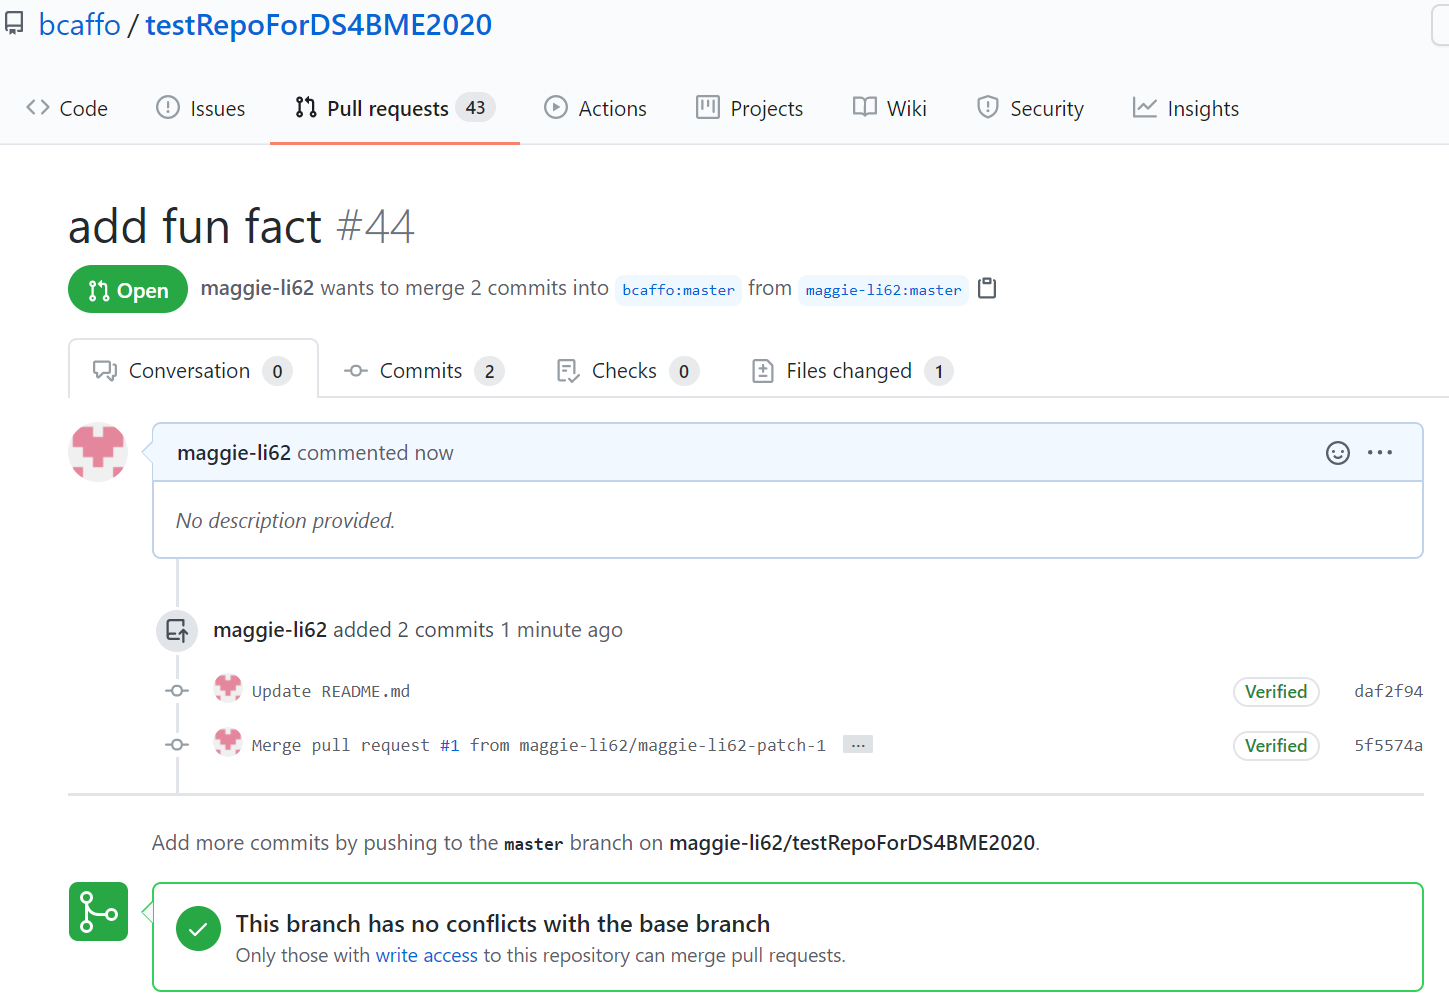 bcaffo / testRepoForDS4BME2020
Code Issues Pull requests 43 Actions Projects Wiki Security Insights
add fun fact #44
Open maggie-li62 wants to merge 2 commits into bcaffo:master from maggie-li62:master
Conversation 0 Commits 2 Checks 0 Files changed 1
maggie-li62 commented now
No description provided.
maggie-li62 added 2 commits 1 minute ago
Update README.md Verified daf2f94
Merge pull request #1 from maggie-li62/maggie-li62-patch-1 ... Verified 5f5574a
Add more commits by pushing to the master branch on maggie-li62/testRepoForDS4BME2020.
This branch has no conflicts with the base branch
Only those with write access to this repository can merge pull requests.